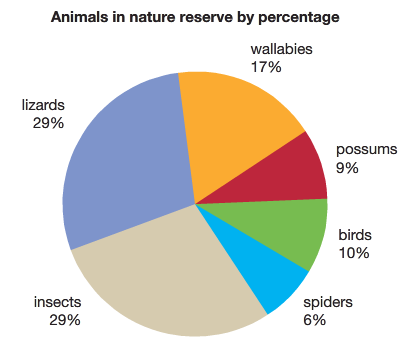 Animals in nature reserve by percentage
wallabies
17%
lizards
29%
possums
9%
birds
10%
spiders
6%
insects
29%